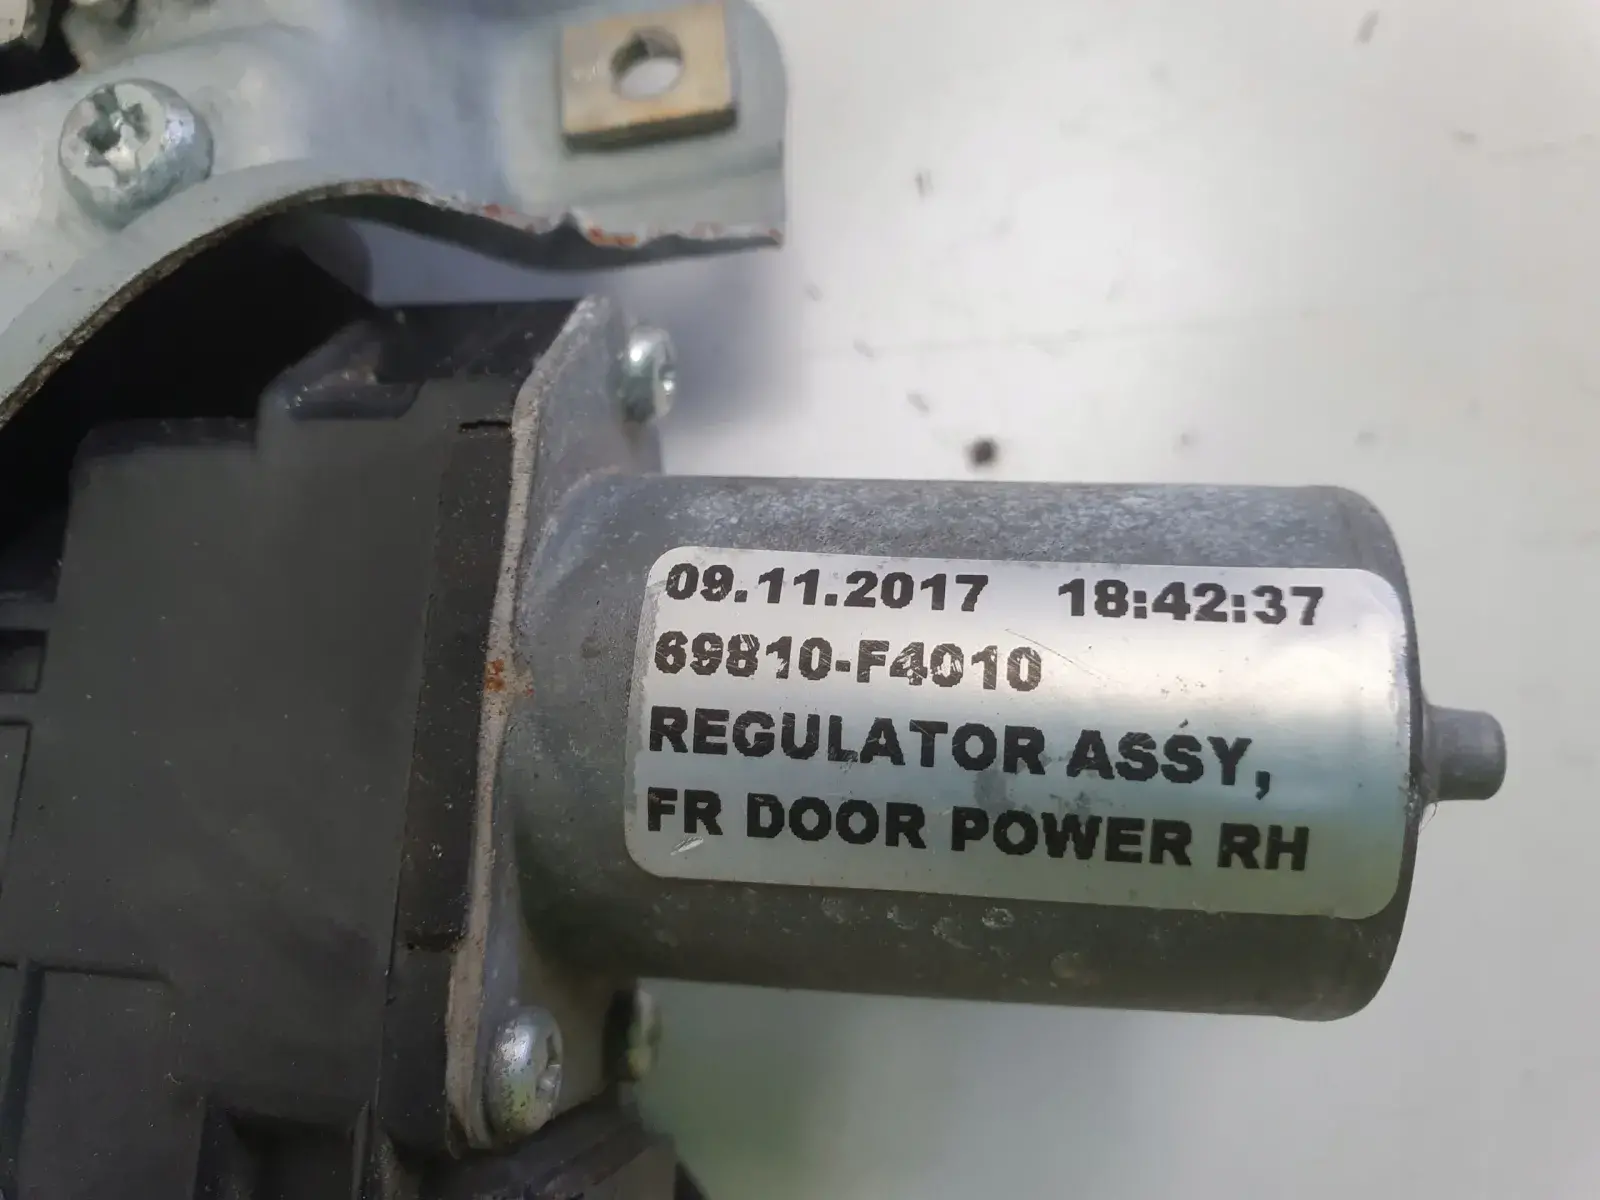 09.11.2017 18:42:37
69810-F4010
REGULATOR ASSY,
FR DOOR POWER RH